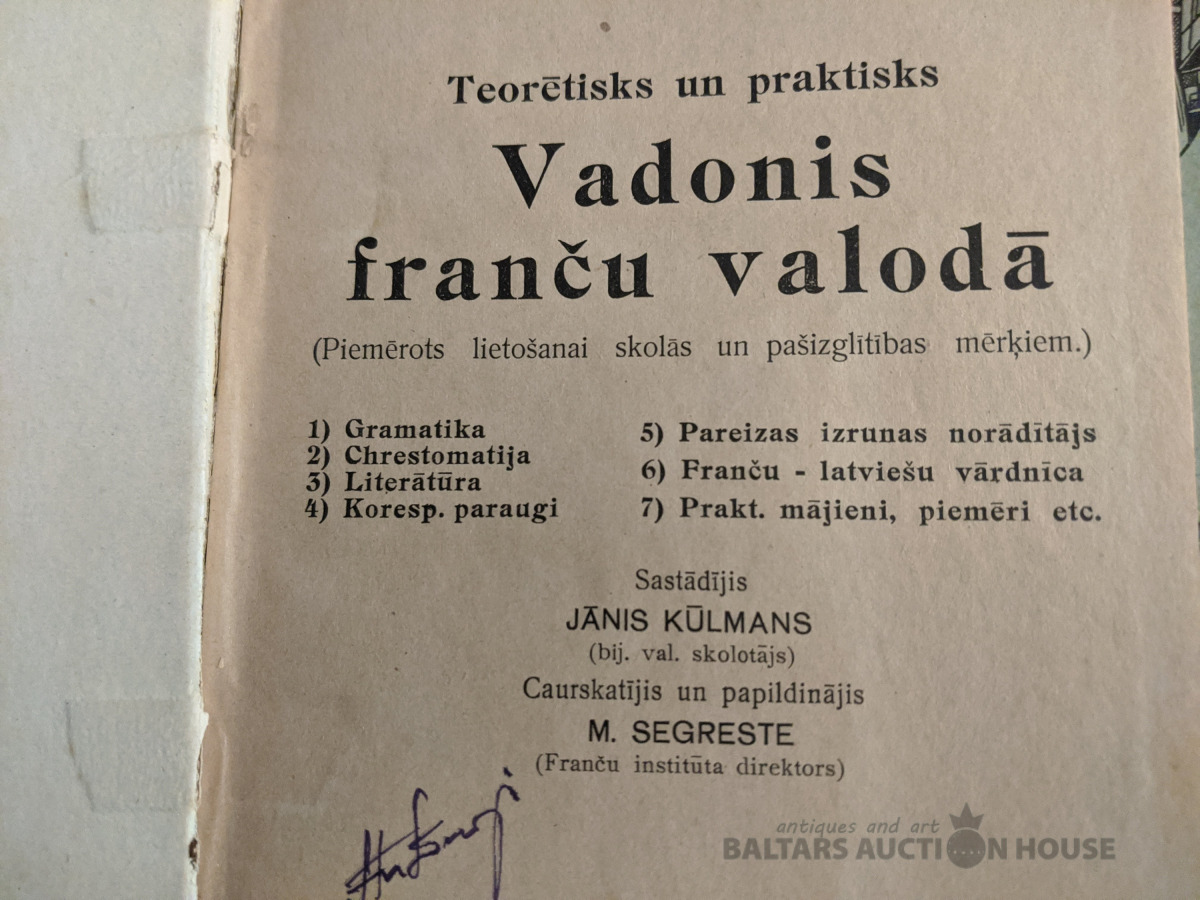 Teorētisks un praktisks
Vadonis
franču valodā
(Piemērots lietošanai skolās un pašizglītības mērķiem.)
1) Gramatika
2) Chrestomatija
3) Literātūra
4) Koresp. paraugi
5) Pareizas izrunas norādītājs
6) Franču - latviešu vārdnīca
7) Prakt. mājieni, piemēri etc.
Sastādījis
JĀNIS KŪLMANS
(bij. val. skolotājs)
Caurskatījis un papildinājis
M. SEGRESTE
(Franču institūta direktors)
antiques and art
BALTARS AUCTION HOUSE